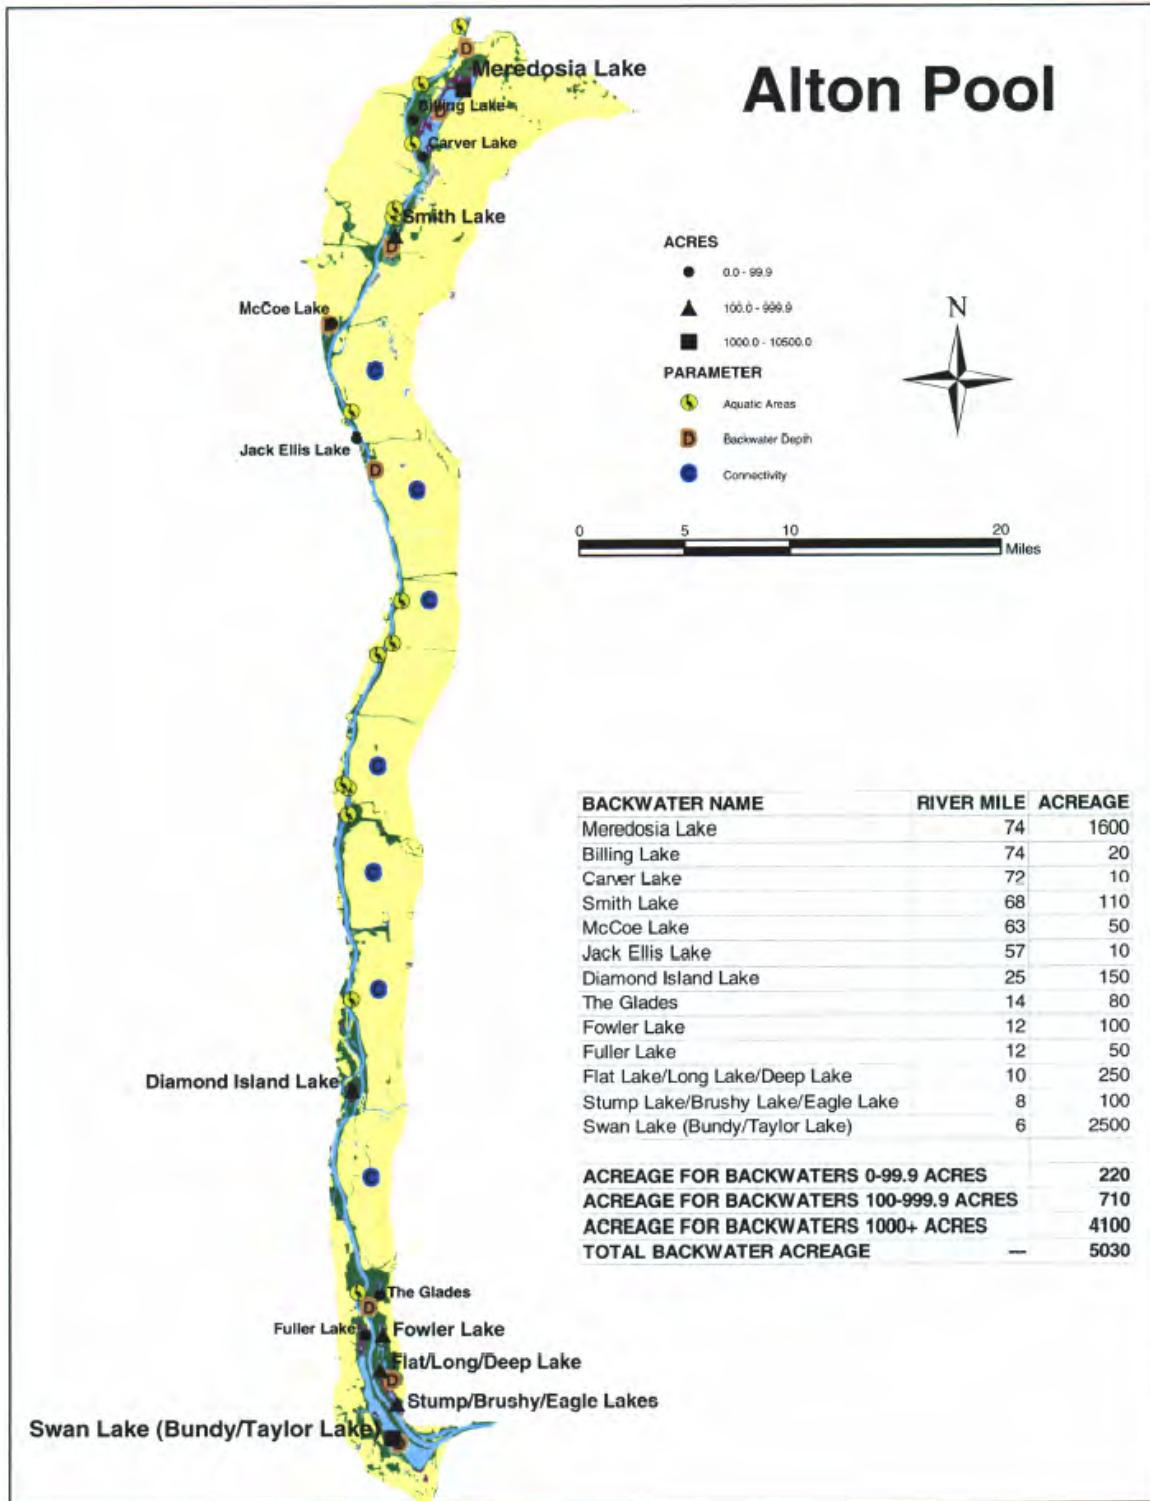 Alton Pool
Meredosia Lake
Billing Lake
Carver Lake
Smith Lake
McCoe Lake
Jack Ellis Lake
Diamond Island Lake
The Glades
Fuller Lake
Fowler Lake
Flat/Long/Deep Lake
Stump/Brushy/Eagle Lakes
Swan Lake (Bundy/Taylor Lake)
D
D
D
D
C
D
C
C
C
C
C
C
D
D
ACRES
0.0 - 99.9
100.0 - 999.9
1000.0 - 10500.0
PARAMETER
Aquatic Areas
D Backwater Depth
C Connectivity
N
0 5 10 20
Miles
BACKWATER NAME RIVER MILE ACREAGE
Meredosia Lake 74 1600
Billing Lake 74 20
Carver Lake 72 10
Smith Lake 68 110
McCoe Lake 63 50
Jack Ellis Lake 57 10
Diamond Island Lake 25 150
The Glades 14 80
Fowler Lake 12 100
Fuller Lake 12 50
Flat Lake/Long Lake/Deep Lake 10 250
Stump Lake/Brushy Lake/Eagle Lake 8 100
Swan Lake (Bundy/Taylor Lake) 6 2500
ACREAGE FOR BACKWATERS 0-99.9 ACRES 220
ACREAGE FOR BACKWATERS 100-999.9 ACRES 710
ACREAGE FOR BACKWATERS 1000+ ACRES 4100
TOTAL BACKWATER ACREAGE — 5030